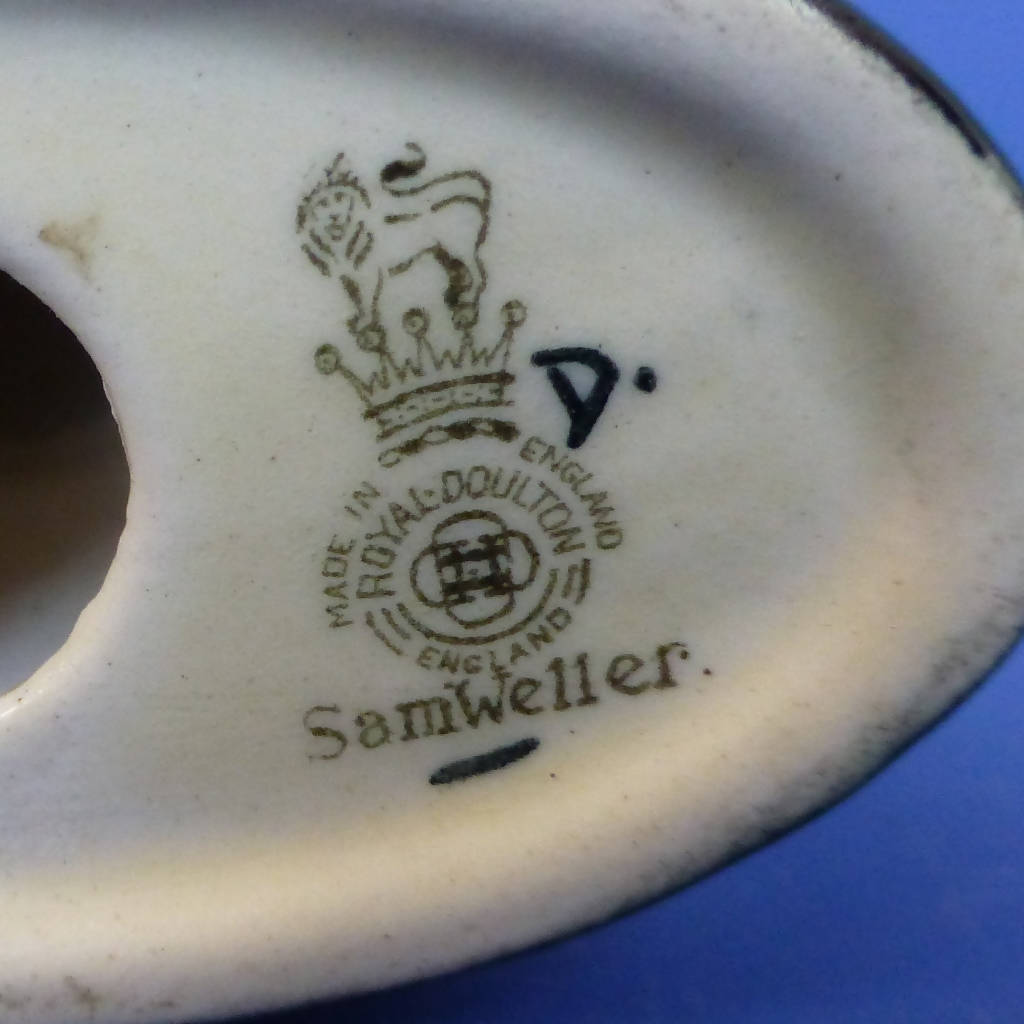 D.
MADE IN ENGLAND
ROYAL·DOULTON
ENGLAND
SamWeller.